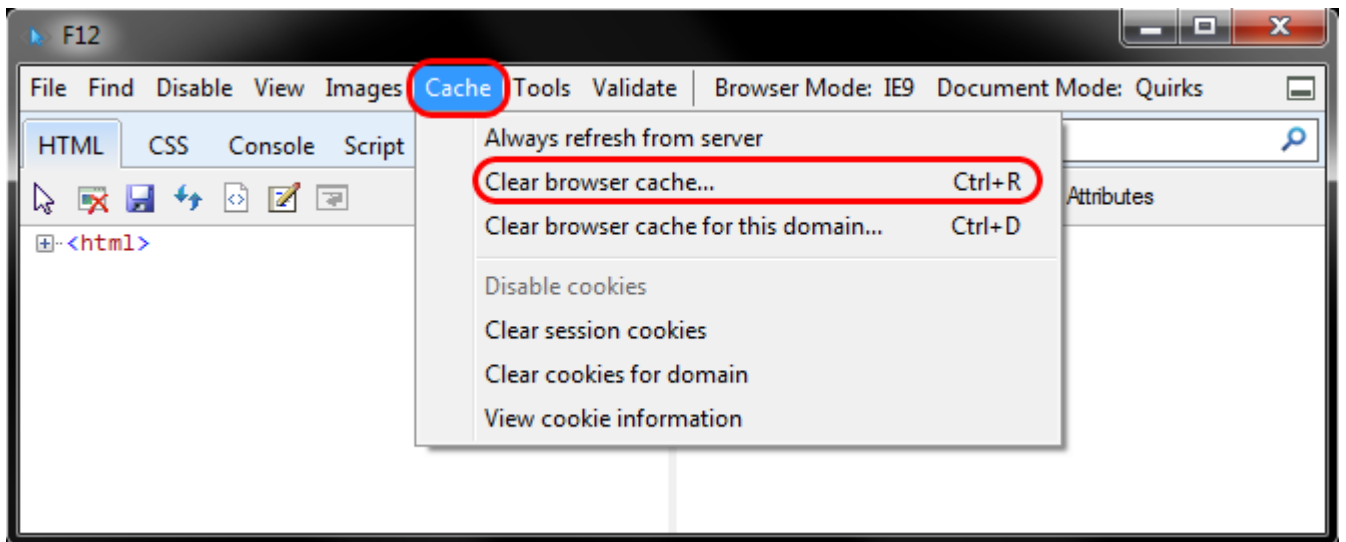 F12
File Find Disable View Images Cache Tools Validate Browser Mode: IE9 Document Mode: Quirks
HTML CSS Console Script
Always refresh from server
Clear browser cache... Ctrl+R
Attributes
Clear browser cache for this domain... Ctrl+D
<html>
Disable cookies
Clear session cookies
Clear cookies for domain
View cookie information